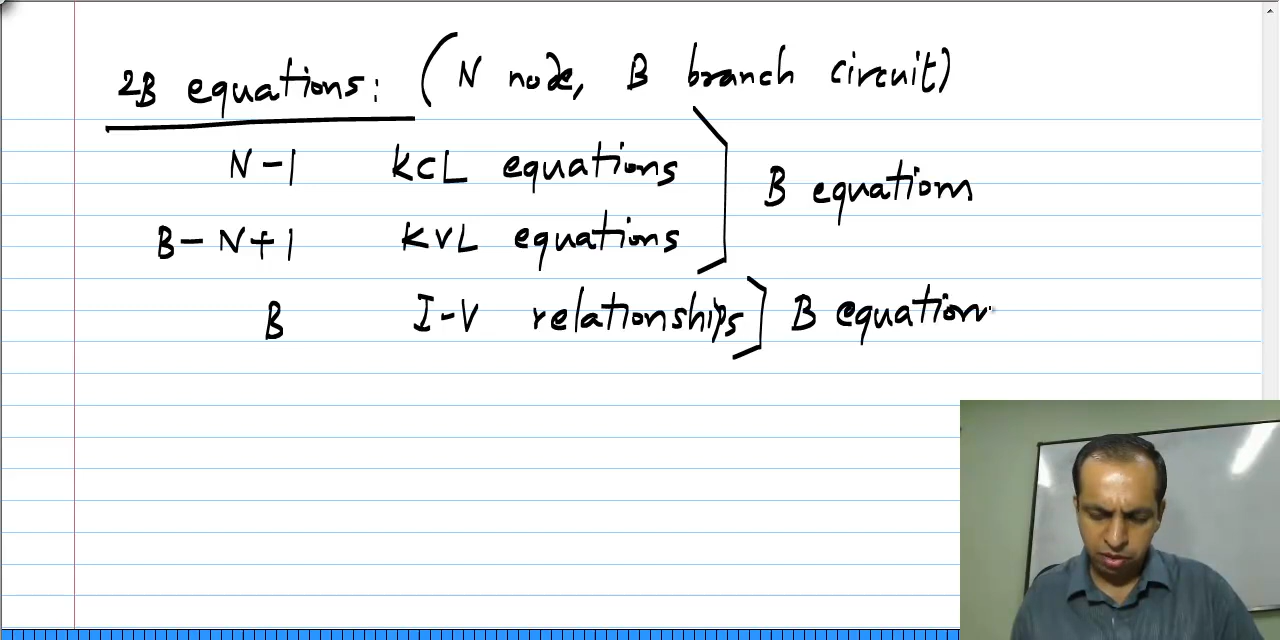 2B equations: (N node, B branch circuit)
N-1 KCL equations
B equations
B-N+1 KVL equations
B I-V relationships B equation